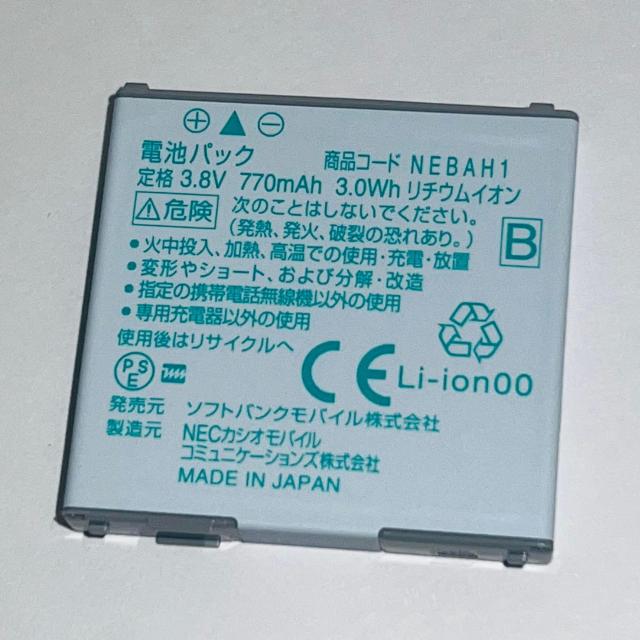 ⊕▲⊖
電池パック 商品コード NEBAH1
定格 3.8V 770mAh 3.0Wh リチウムイオン
⚠危険 次のことはしないでください。
(発熱、発火、破裂の恐れあり。)
B
●火中投入、加熱、高温での使用・充電・放置
●変形やショート、および分解・改造
●指定の携帯電話無線機以外の使用
●専用充電器以外の使用
使用後はリサイクルへ
PSE CE Li-ion00
発売元 ソフトバンクモバイル株式会社
製造元 NECカシオモバイル
コミュニケーションズ株式会社
MADE IN JAPAN